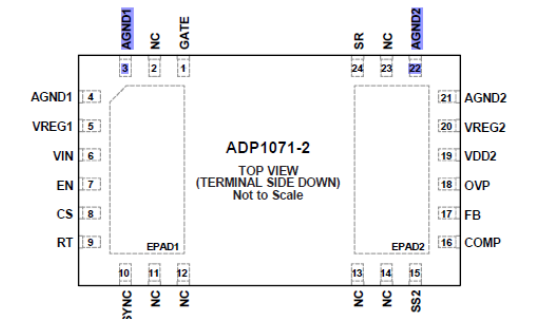 AGND1
NC
GATE
SR
NC
AGND2
3
2
1
24
23
22
AGND1 4
VREG1 5
VIN 6
EN 7
CS 8
RT 9
ADP1071-2
TOP VIEW
(TERMINAL SIDE DOWN)
Not to Scale
21 AGND2
20 VREG2
19 VDD2
18 OVP
17 FB
16 COMP
EPAD1
EPAD2
10
11
12
13
14
15
SYNC
NC
NC
NC
NC
SS2